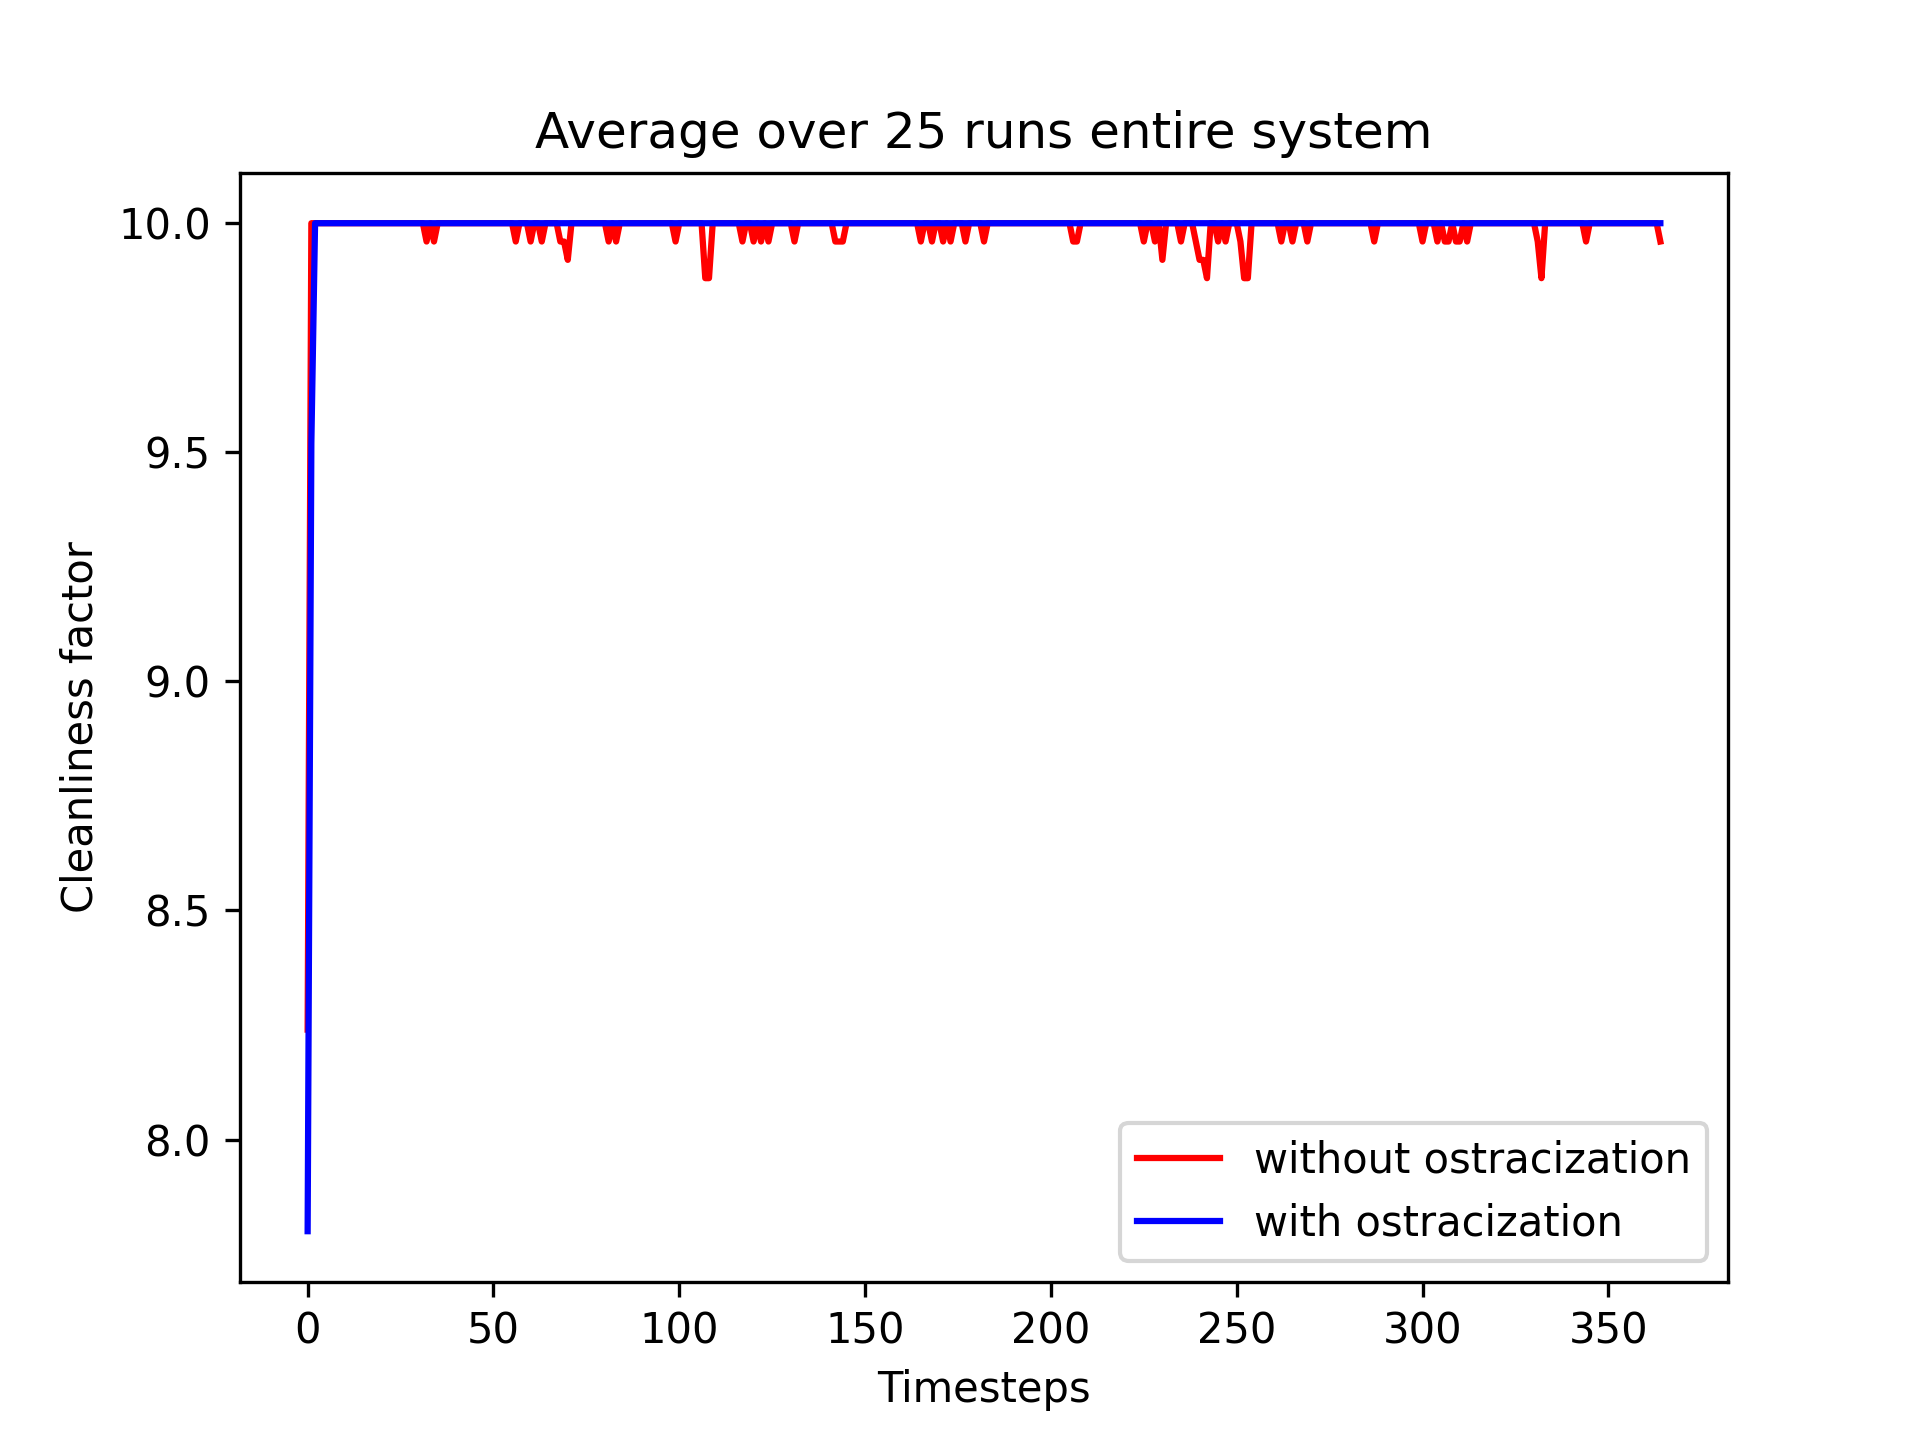 Average over 25 runs entire system
Cleanliness factor
10.0
9.5
9.0
8.5
8.0
0 50 100 150 200 250 300 350
Timesteps
without ostracization
with ostracization